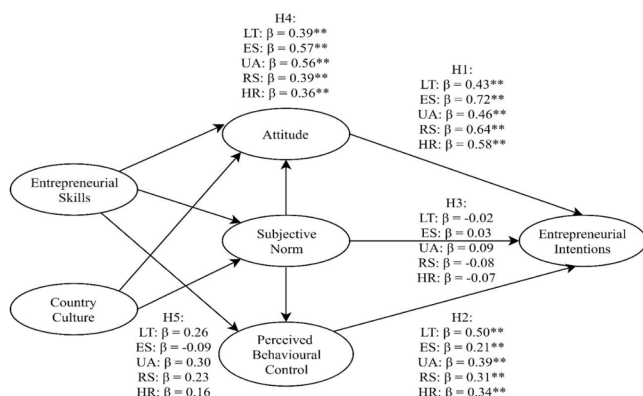 H4:
LT: β = 0.39**
ES: β = 0.57**
UA: β = 0.56**
RS: β = 0.39**
HR: β = 0.36**
H1:
LT: β = 0.43**
ES: β = 0.72**
UA: β = 0.46**
RS: β = 0.64**
HR: β = 0.58**
Attitude
Entrepreneurial
Skills
H3:
LT: β = -0.02
ES: β = 0.03
UA: β = 0.09
RS: β = -0.08
HR: β = -0.07
Subjective
Norm
Entrepreneurial
Intentions
Country
Culture
H5:
LT: β = 0.26
ES: β = -0.09
UA: β = 0.30
RS: β = 0.23
HR: β = 0.16
Perceived
Behavioural
Control
H2:
LT: β = 0.50**
ES: β = 0.21**
UA: β = 0.39**
RS: β = 0.31**
HR: β = 0.34**